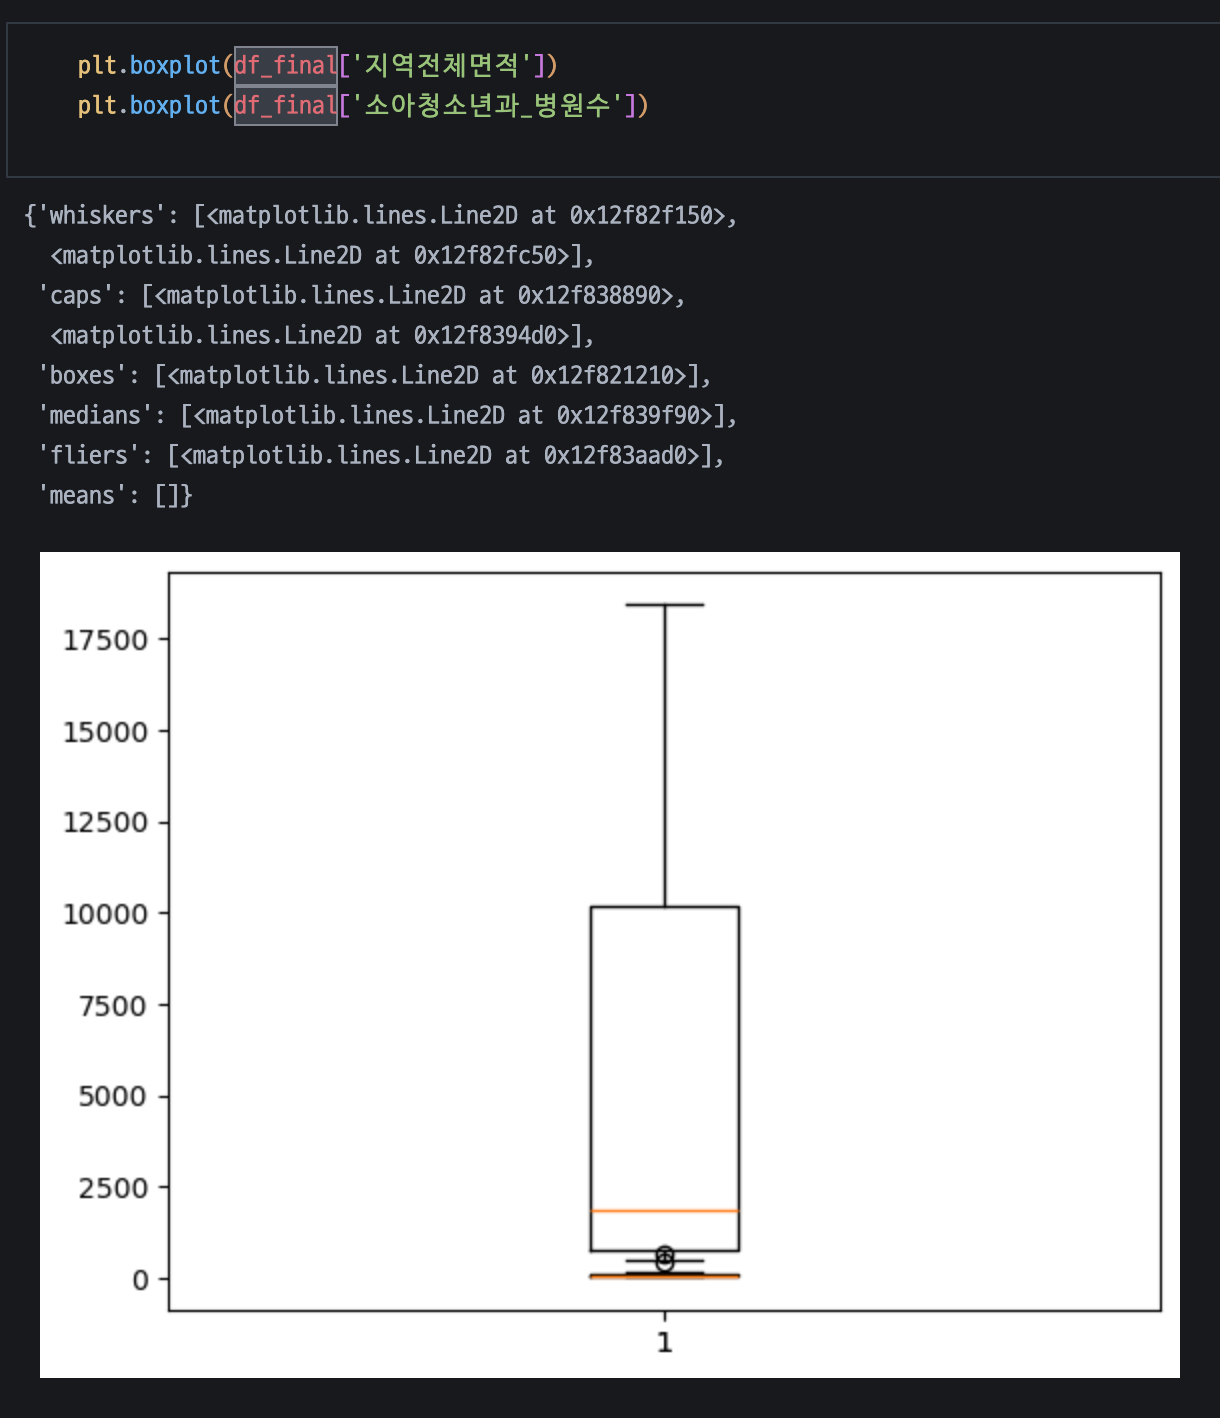 plt.boxplot(df_final['지역전체면적'])
plt.boxplot(df_final['소아청소년과_병원수'])
{'whiskers': [<matplotlib.lines.Line2D at 0x12f82f150>,
<matplotlib.lines.Line2D at 0x12f82fc50>],
'caps': [<matplotlib.lines.Line2D at 0x12f838890>,
<matplotlib.lines.Line2D at 0x12f8394d0>],
'boxes': [<matplotlib.lines.Line2D at 0x12f821210>],
'medians': [<matplotlib.lines.Line2D at 0x12f839f90>],
'fliers': [<matplotlib.lines.Line2D at 0x12f83aad0>],
'means': []}
17500
15000
12500
10000
7500
5000
2500
0
1